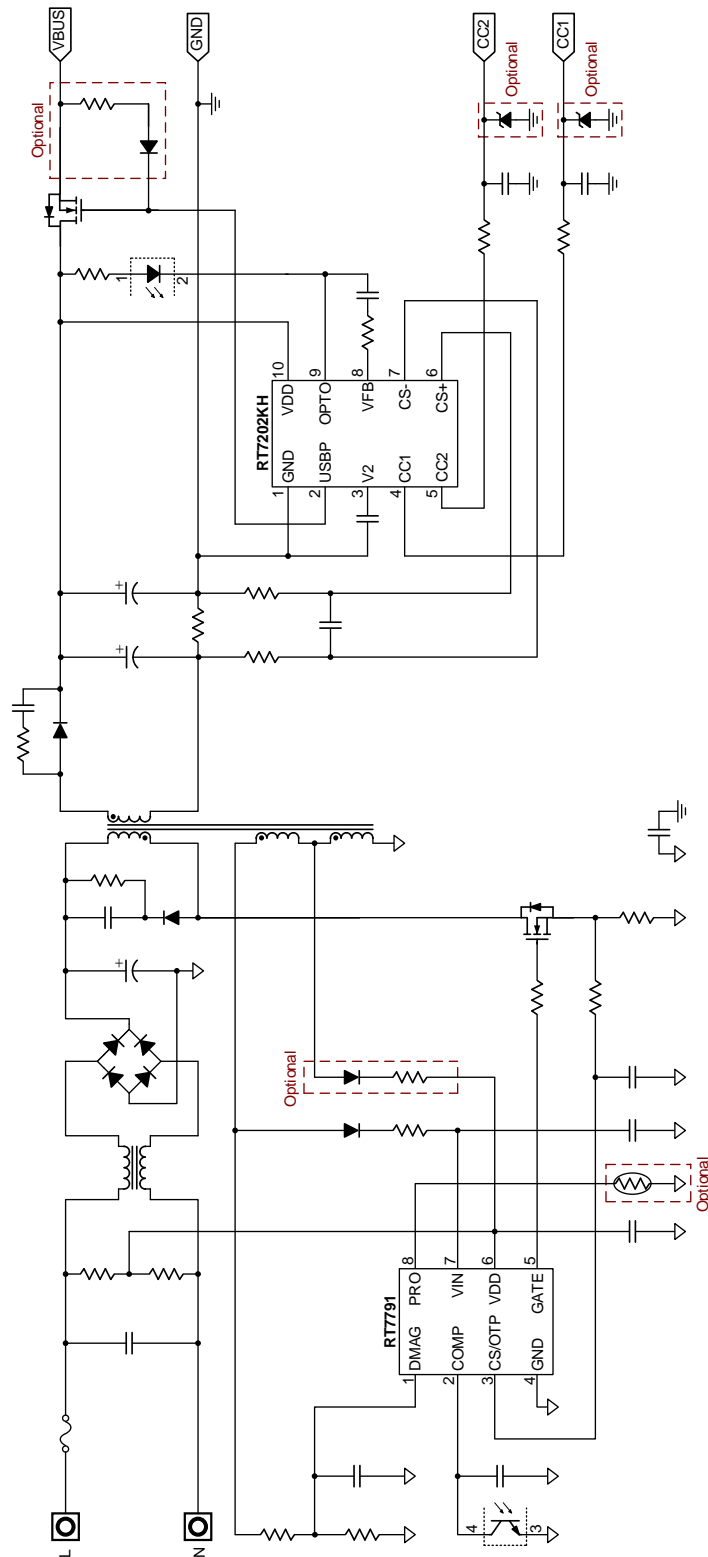 L
N
VBUS
GND
CC2
CC1
Optional
Optional
Optional
Optional
Optional
+
+
+
1
2
4
3
RT7791
1 DMAG
2 COMP
3 CS/OTP
4 GND
8 PRO
7 VIN
6 VDD
5 GATE
RT7202KH
1 GND
2 USBP
3 V2
4 CC1
5 CC2
10 VDD
9 OPTO
8 VFB
7 CS-
6 CS+